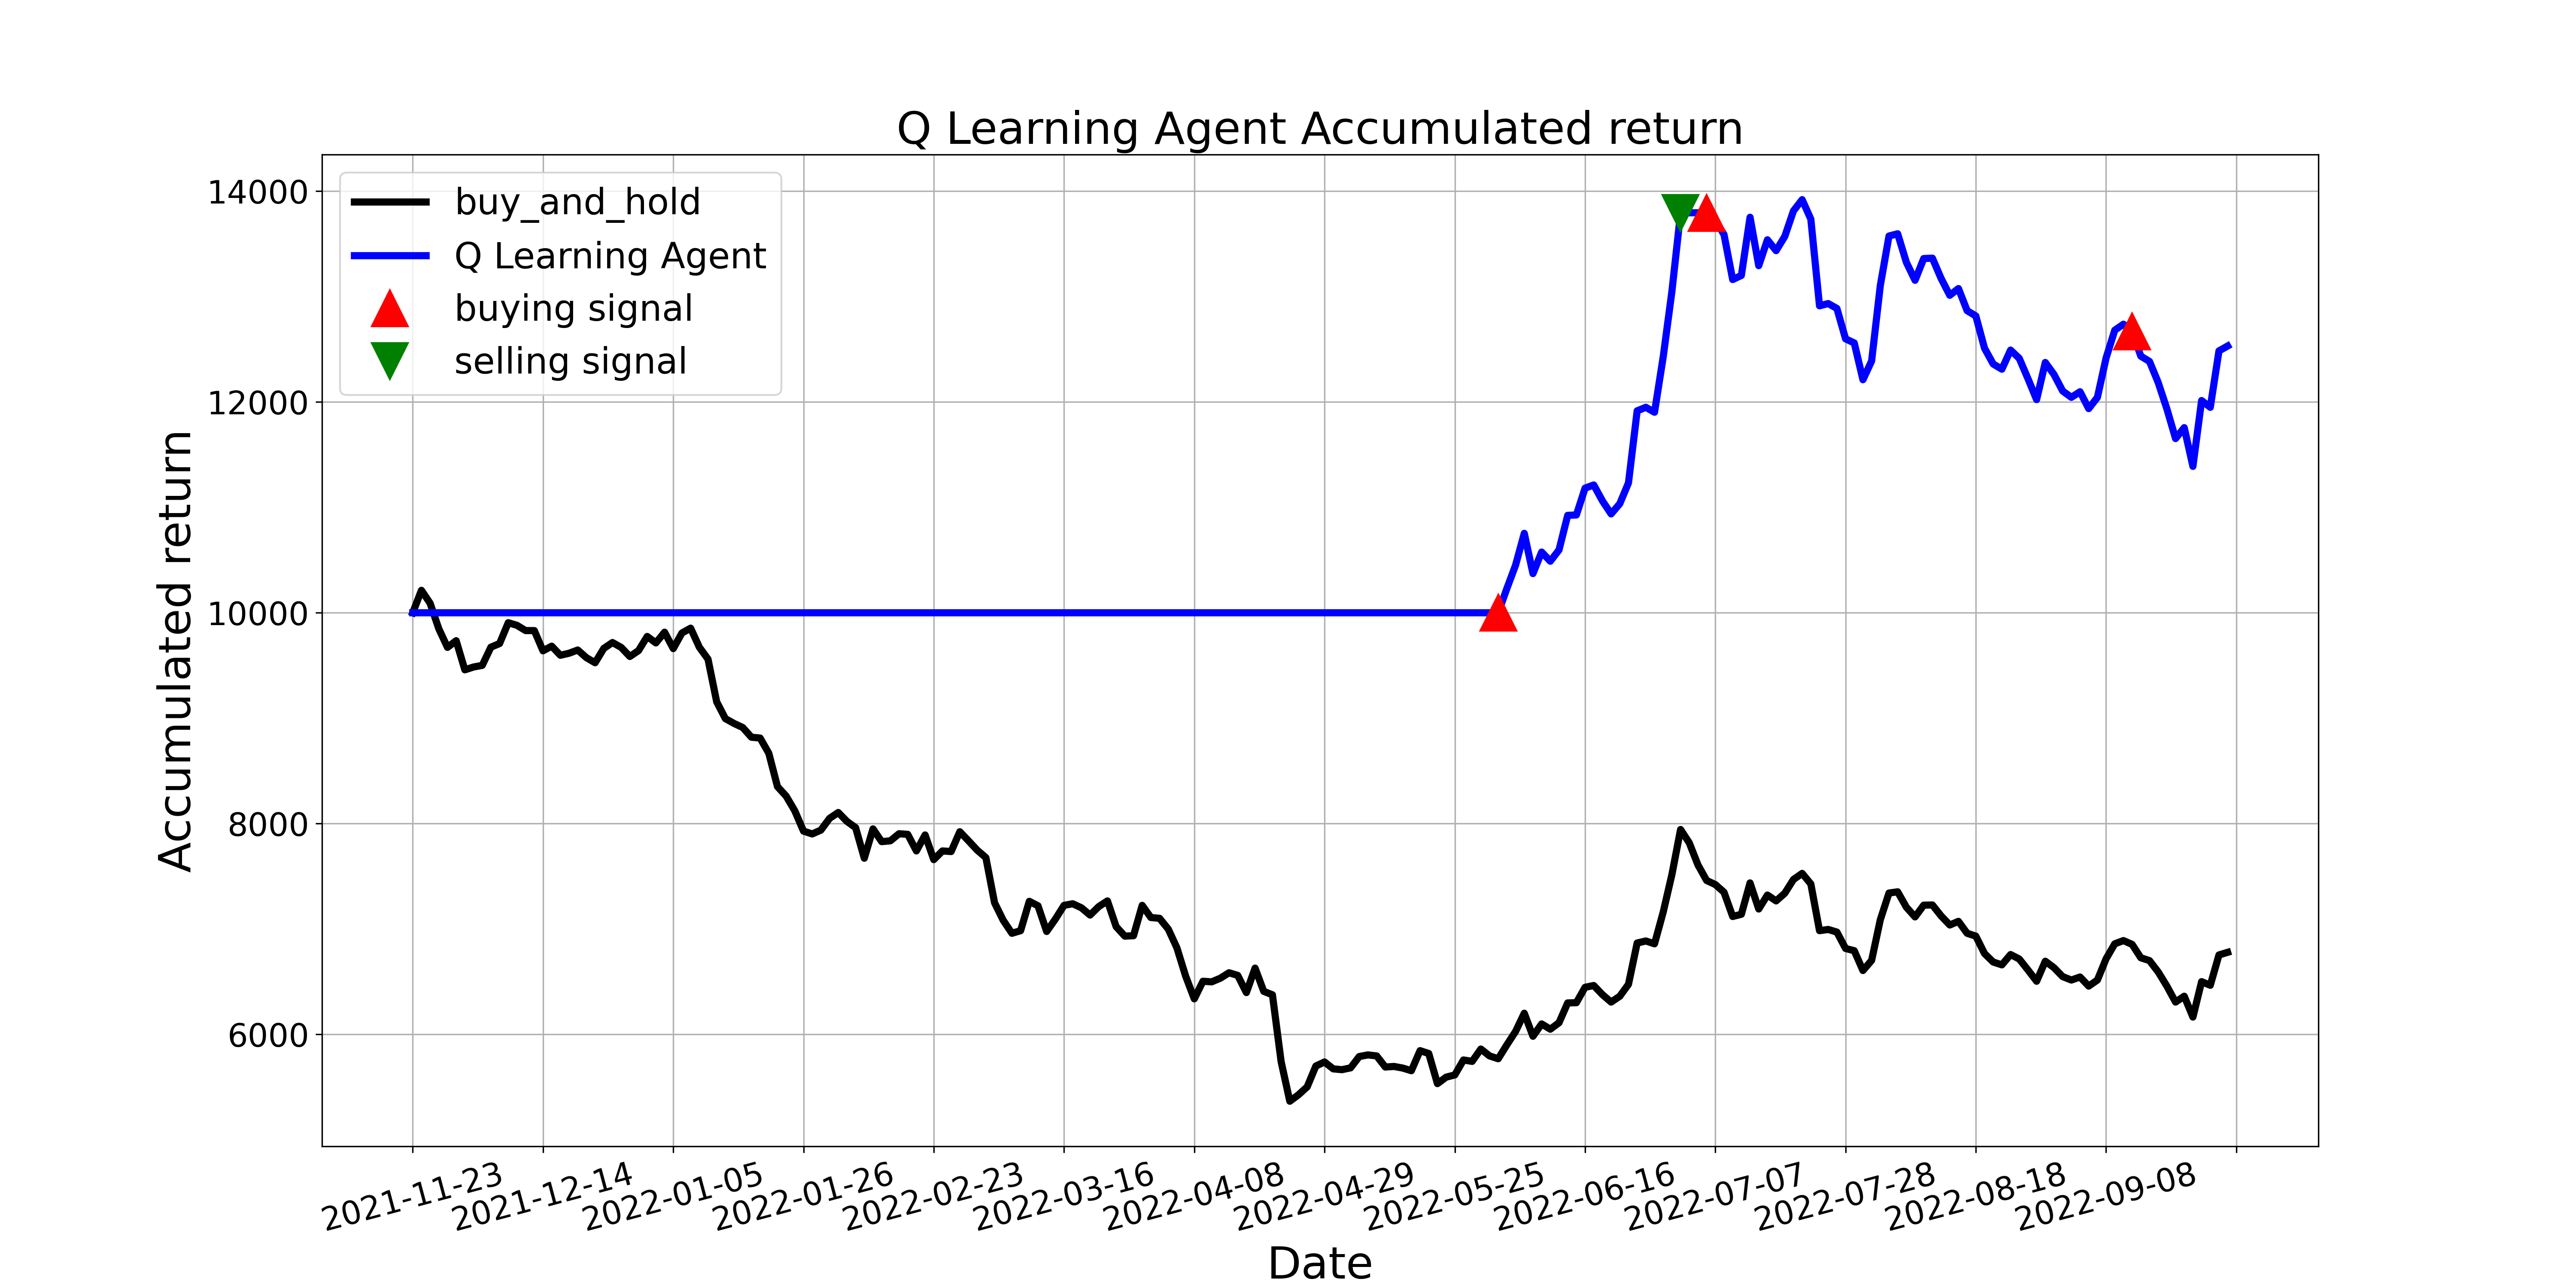 Q Learning Agent Accumulated return
buy_and_hold
Q Learning Agent
buying signal
selling signal
Accumulated return
14000
12000
10000
8000
6000
2021-11-23
2021-12-14
2022-01-05
2022-01-26
2022-02-23
2022-03-16
2022-04-08
2022-04-29
2022-05-25
2022-06-16
2022-07-07
2022-07-28
2022-08-18
2022-09-08
Date